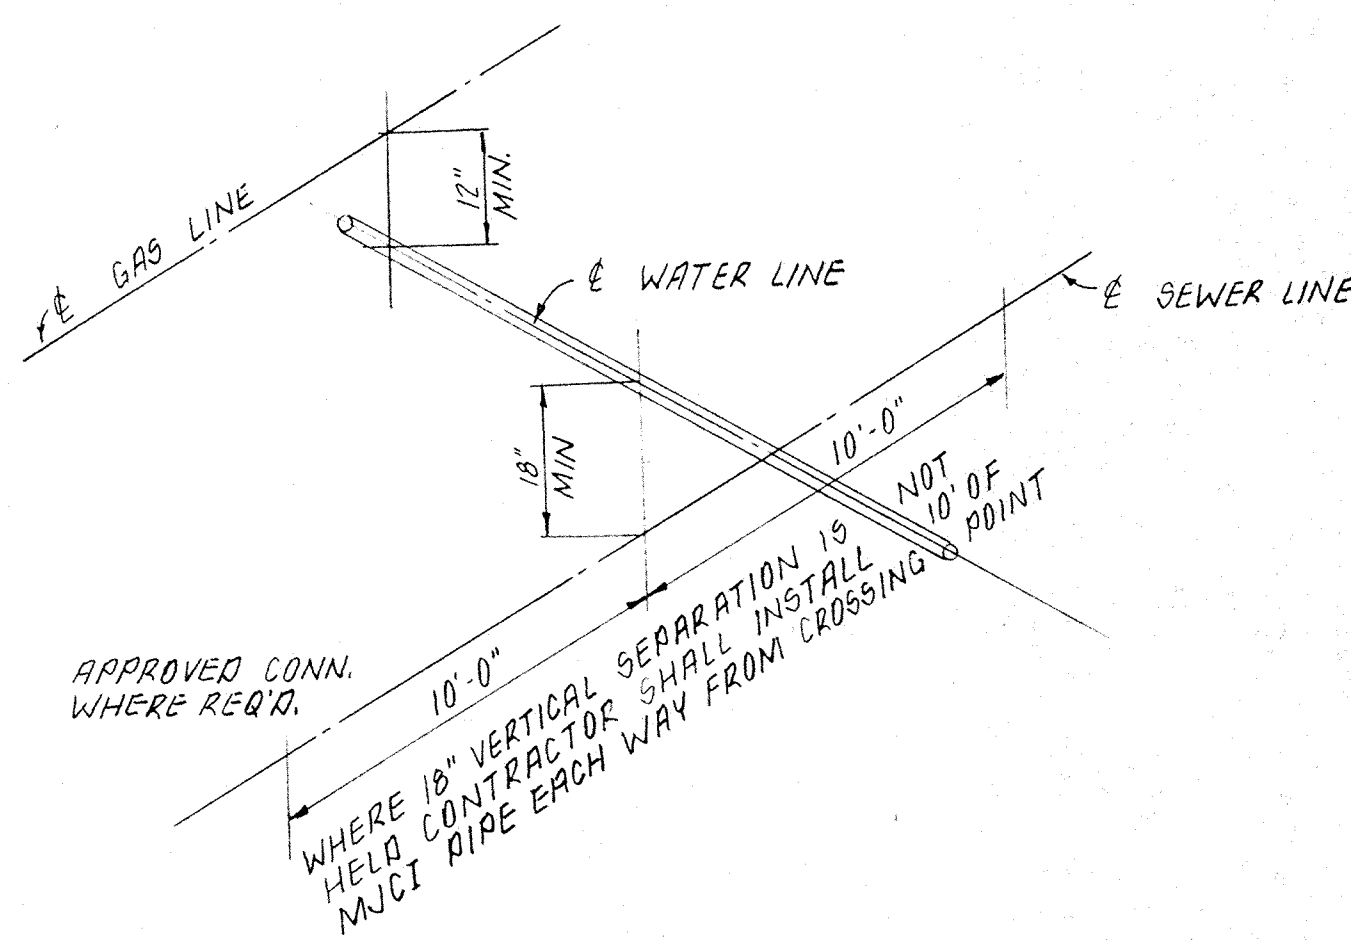 12"
MIN.
℄ GAS LINE
℄ WATER LINE
℄ SEWER LINE
18"
MIN
10'-0"
10'-0"
APPROVED CONN.
WHERE REQ'D.
WHERE 18" VERTICAL SEPARATION IS NOT
HELD CONTRACTOR SHALL INSTALL 10' OF
MJCI PIPE EACH WAY FROM CROSSING POINT